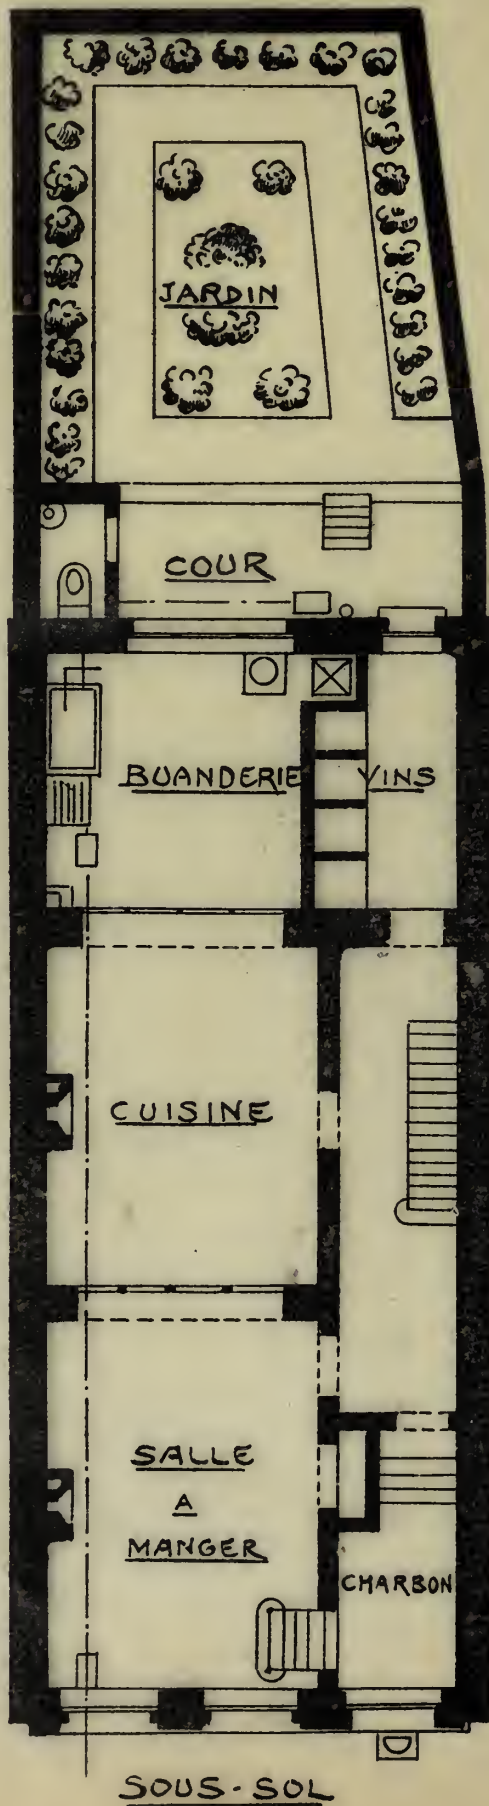 JARDIN
COUR
BUANDERIE
VINS
CUISINE
SALLE
A
MANGER
CHARBON
SOUS-SOL